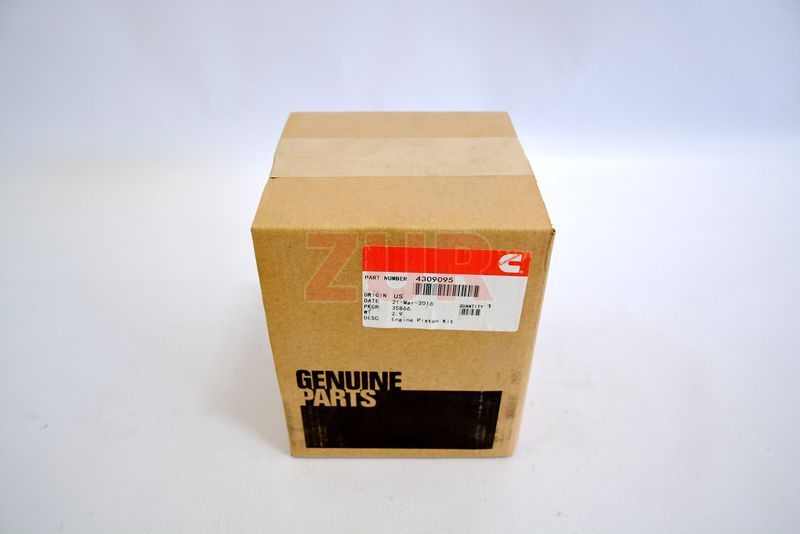 ZUR
PART NUMBER 4309095
ORIGIN US
DATE 21-Mar-2016
PKGR 35866 QUANTITY 1
WT 2.9
DESC Engine Piston Kit
GENUINE
PARTS